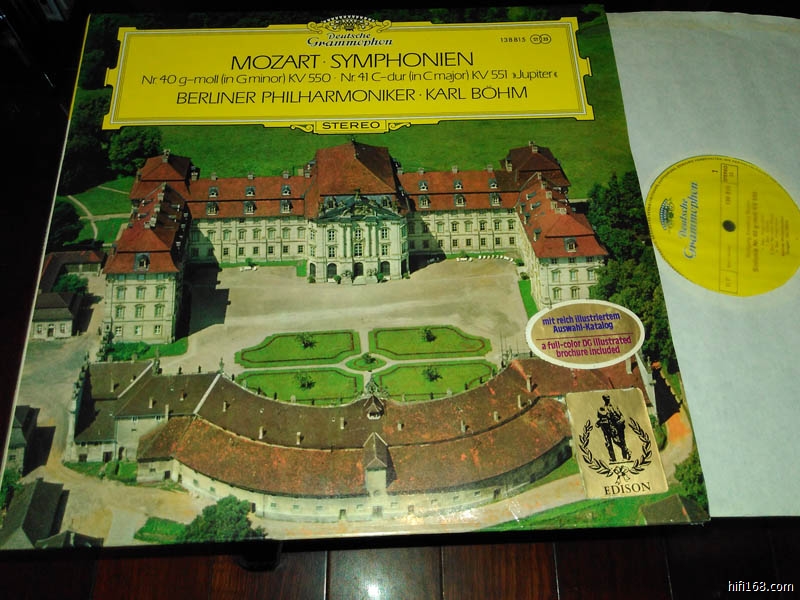 Deutsche
Grammophon
138 815
MOZART · SYMPHONIEN
Nr. 40 g-moll (in G minor) KV 550 · Nr. 41 C-dur (in C major) KV 551 »Jupiter«
BERLINER PHILHARMONIKER · KARL BÖHM
STEREO
Deutsche
Grammophon
mit reich illustriertem
Auswahl-Katalog
a full-color DG illustrated
brochure included
EDISON
hifi168.com